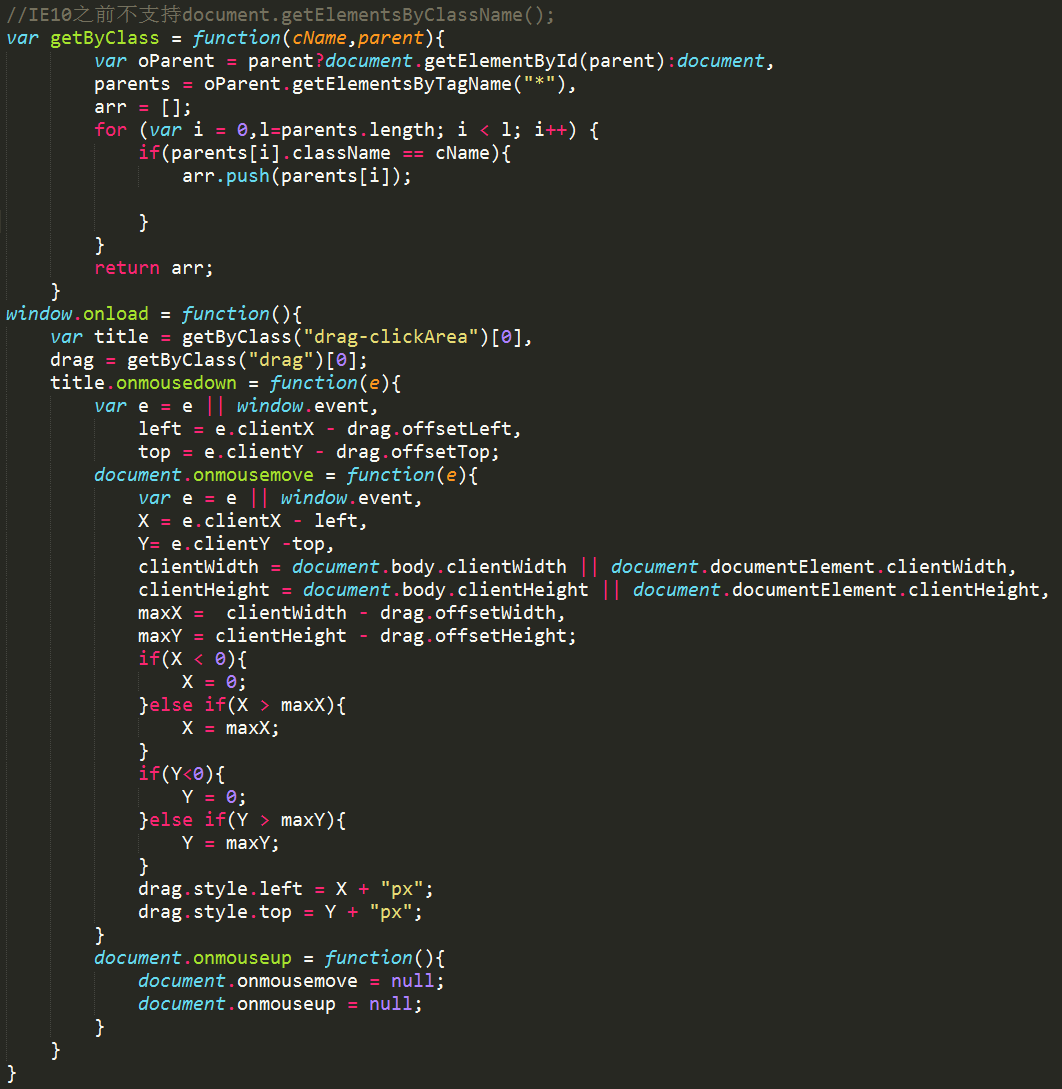 //IE10之前不支持document.getElementsByClassName();
var getByClass = function(cName,parent){
        var oParent = parent?document.getElementById(parent):document,
        parents = oParent.getElementsByTagName("*"),
        arr = [];
        for (var i = 0,l=parents.length; i < l; i++) {
            if(parents[i].className == cName){
                arr.push(parents[i]);

            }
        }
        return arr;
    }
window.onload = function(){
    var title = getByClass("drag-clickArea")[0],
    drag = getByClass("drag")[0];
    title.onmousedown = function(e){
        var e = e || window.event,
            left = e.clientX - drag.offsetLeft,
            top = e.clientY - drag.offsetTop;
        document.onmousemove = function(e){
            var e = e || window.event,
            X = e.clientX - left,
            Y= e.clientY -top,
            clientWidth = document.body.clientWidth || document.documentElement.clientWidth,
            clientHeight = document.body.clientHeight || document.documentElement.clientHeight,
            maxX =  clientWidth - drag.offsetWidth,
            maxY = clientHeight - drag.offsetHeight;
            if(X < 0){
                X = 0;
            }else if(X > maxX){
                X = maxX;
            }
            if(Y<0){
                Y = 0;
            }else if(Y > maxY){
                Y = maxY;
            }
            drag.style.left = X + "px";
            drag.style.top = Y + "px";
        }
        document.onmouseup = function(){
            document.onmousemove = null;
            document.onmouseup = null;
        }
    }
}